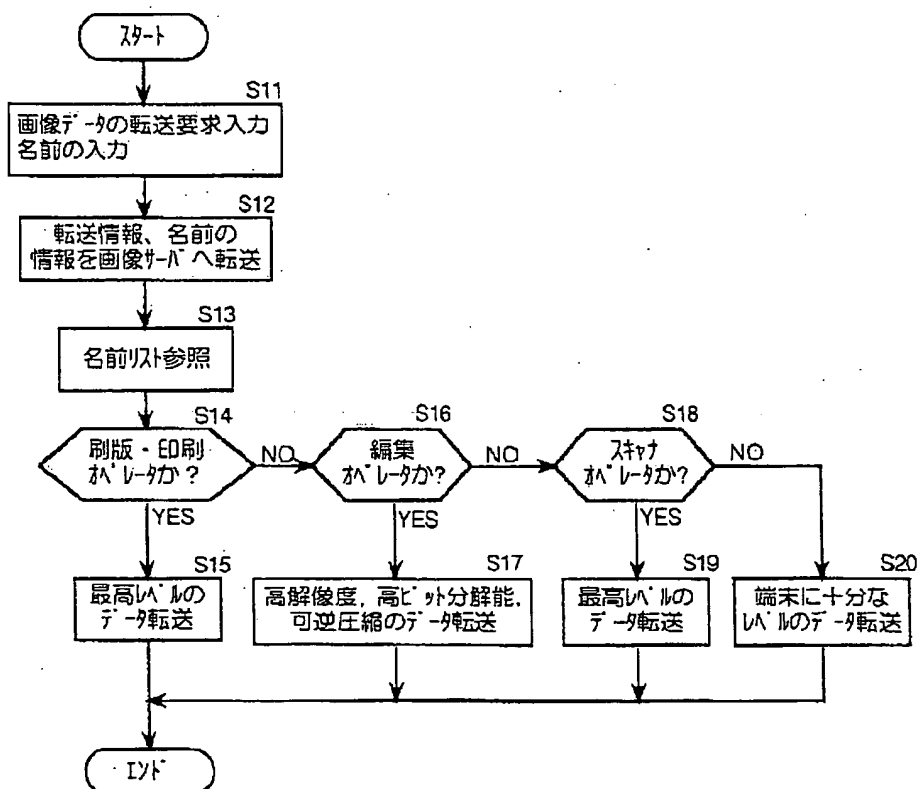 スタート
S11
画像データの転送要求入力
名前の入力
S12
転送情報、名前の
情報を画像サーバへ転送
S13
名前リスト参照
S14
刷版・印刷
オペレータか?
NO
YES
S16
編集
オペレータか?
NO
YES
S18
スキャナ
オペレータか?
NO
YES
S15
最高レベルの
データ転送
S17
高解像度,高ビット分解能,
可逆圧縮のデータ転送
S19
最高レベルの
データ転送
S20
端末に十分な
レベルのデータ転送
エンド